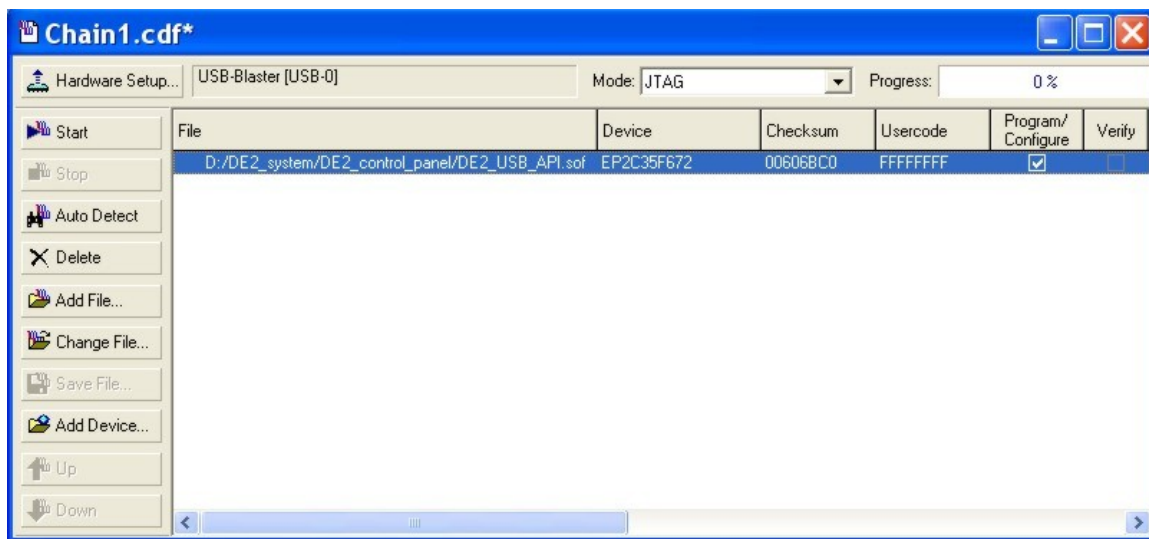 Chain1.cdf*
Hardware Setup... USB-Blaster [USB-0] Mode: JTAG Progress: 0 %
Start
Stop
Auto Detect
Delete
Add File...
Change File...
Save File...
Add Device...
Up
Down
File Device Checksum Usercode Program/ Verify
Configure
D:/DE2_system/DE2_control_panel/DE2_USB_API.sof EP2C35F672 00606BC0 FFFFFFFF